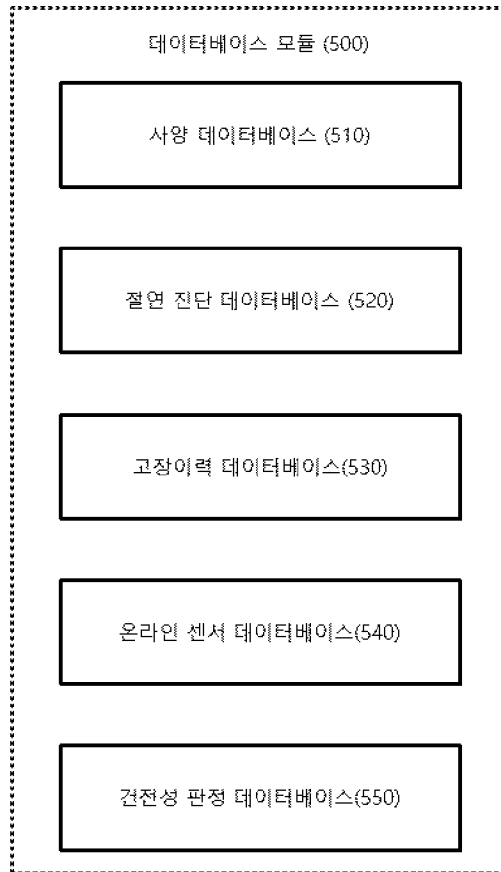 데이터베이스 모듈 (500)
사양 데이터베이스 (510)
절연 진단 데이터베이스 (520)
고장이력 데이터베이스(530)
온라인 센서 데이터베이스(540)
건전성 판정 데이터베이스(550)